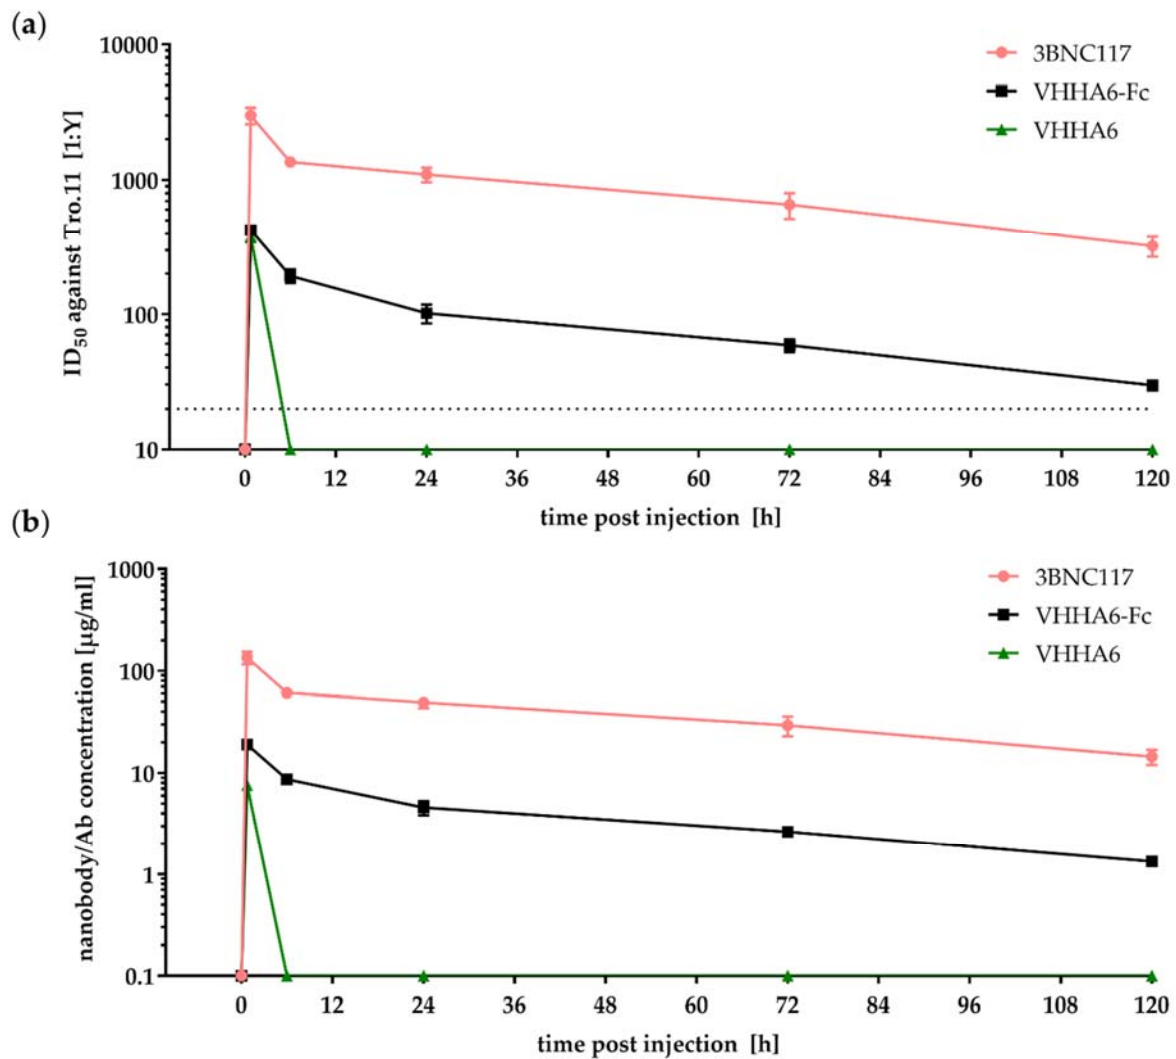 (a)
10000
1000
100
10
ID50 against Tro.11 [1:Y]
3BNC117
VHHA6-Fc
VHHA6
0 12 24 36 48 60 72 84 96 108 120
time post injection [h]
(b)
1000
100
10
1
0.1
nanobody/Ab concentration [µg/ml]
3BNC117
VHHA6-Fc
VHHA6
0 12 24 36 48 60 72 84 96 108 120
time post injection [h]